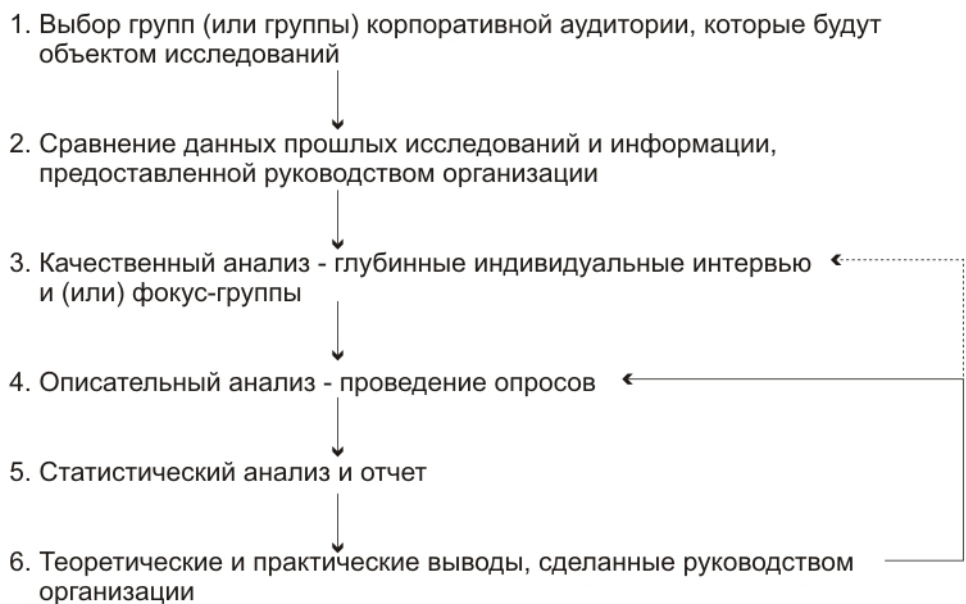 1. Выбор групп (или группы) корпоративной аудитории, которые будут
объектом исследований
2. Сравнение данных прошлых исследований и информации,
предоставленной руководством организации
3. Качественный анализ - глубинные индивидуальные интервью
и (или) фокус-группы
4. Описательный анализ - проведение опросов
5. Статистический анализ и отчет
6. Теоретические и практические выводы, сделанные руководством
организации